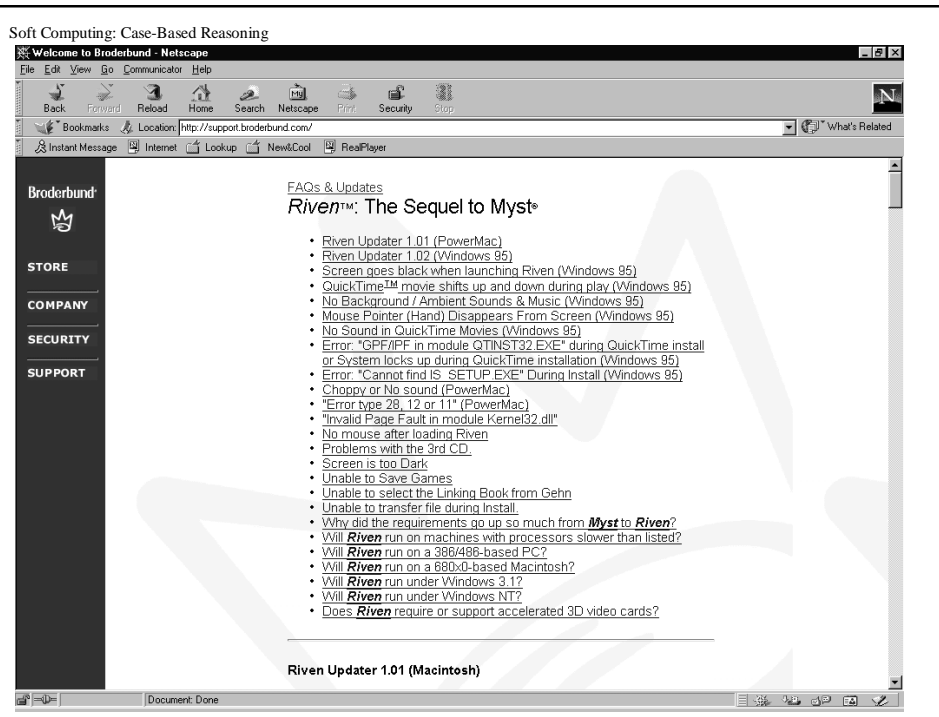 Soft Computing: Case-Based Reasoning
Welcome to Broderbund - Netscape
File Edit View Go Communicator Help
Back Forward Reload Home Search Netscape Print Security Stop
Bookmarks Location: http://support.broderbund.com/ What's Related
Instant Message Internet Lookup New&Cool RealPlayer
Broderbund
STORE
COMPANY
SECURITY
SUPPORT
FAQs & Updates
Riven™: The Sequel to Myst®
• Riven Updater 1.01 (PowerMac)
• Riven Updater 1.02 (Windows 95)
• Screen goes black when launching Riven (Windows 95)
• QuickTime™ movie shifts up and down during play (Windows 95)
• No Background / Ambient Sounds & Music (Windows 95)
• Mouse Pointer (Hand) Disappears From Screen (Windows 95)
• No Sound in QuickTime Movies (Windows 95)
• Error: "GPF/IPF in module QTINST32.EXE" during QuickTime install
or System locks up during QuickTime installation (Windows 95)
• Error: "Cannot find IS_SETUP.EXE" During Install (Windows 95)
• Choppy or No sound (PowerMac)
• "Error type 28, 12 or 11" (PowerMac)
• "Invalid Page Fault in module Kernel32.dll"
• No mouse after loading Riven
• Problems with the 3rd CD.
• Screen is too Dark
• Unable to Save Games
• Unable to select the Linking Book from Gehn
• Unable to transfer file during Install.
• Why did the requirements go up so much from Myst to Riven?
• Will Riven run on machines with processors slower than listed?
• Will Riven run on a 386/486-based PC?
• Will Riven run on a 680x0-based Macintosh?
• Will Riven run under Windows 3.1?
• Will Riven run under Windows NT?
• Does Riven require or support accelerated 3D video cards?
Riven Updater 1.01 (Macintosh)
Document: Done